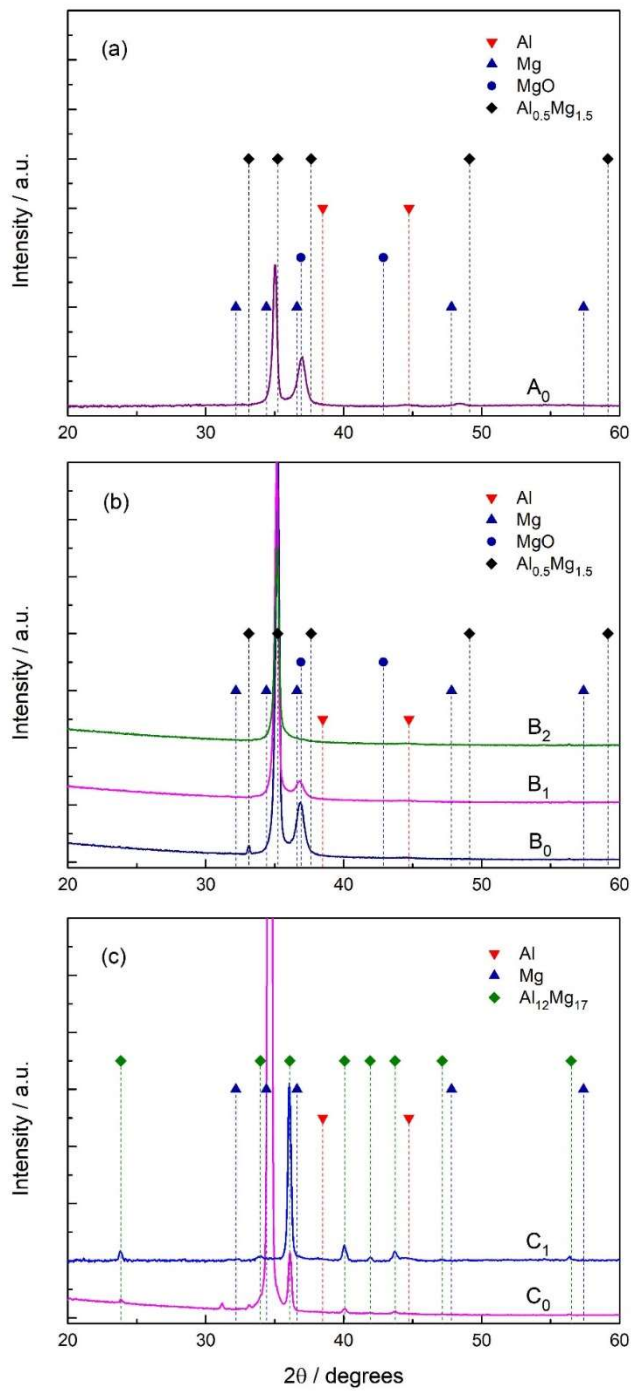 (a)
Al
Mg
MgO
Al0.5Mg1.5
Intensity / a.u.
A0
20 30 40 50 60
(b)
Al
Mg
MgO
Al0.5Mg1.5
Intensity / a.u.
B2
B1
B0
20 30 40 50 60
(c)
Al
Mg
Al12Mg17
Intensity / a.u.
C1
C0
20 30 40 50 60
2θ / degrees